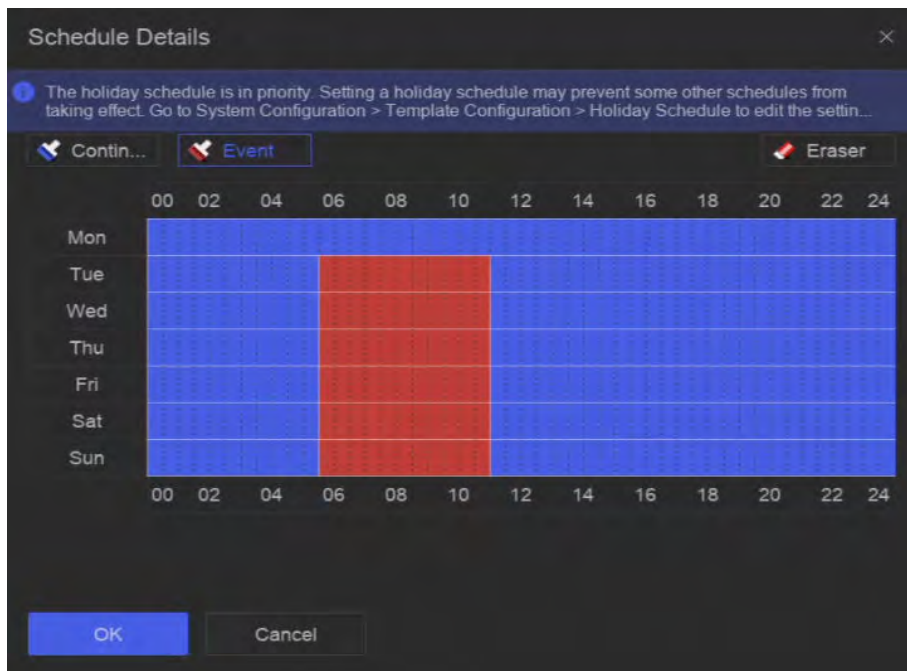 Schedule Details
The holiday schedule is in priority. Setting a holiday schedule may prevent some other schedules from
taking effect. Go to System Configuration > Template Configuration > Holiday Schedule to edit the settin...
Contin... Event Eraser
00 02 04 06 08 10 12 14 16 18 20 22 24
Mon
Tue
Wed
Thu
Fri
Sat
Sun
00 02 04 06 08 10 12 14 16 18 20 22 24
OK Cancel